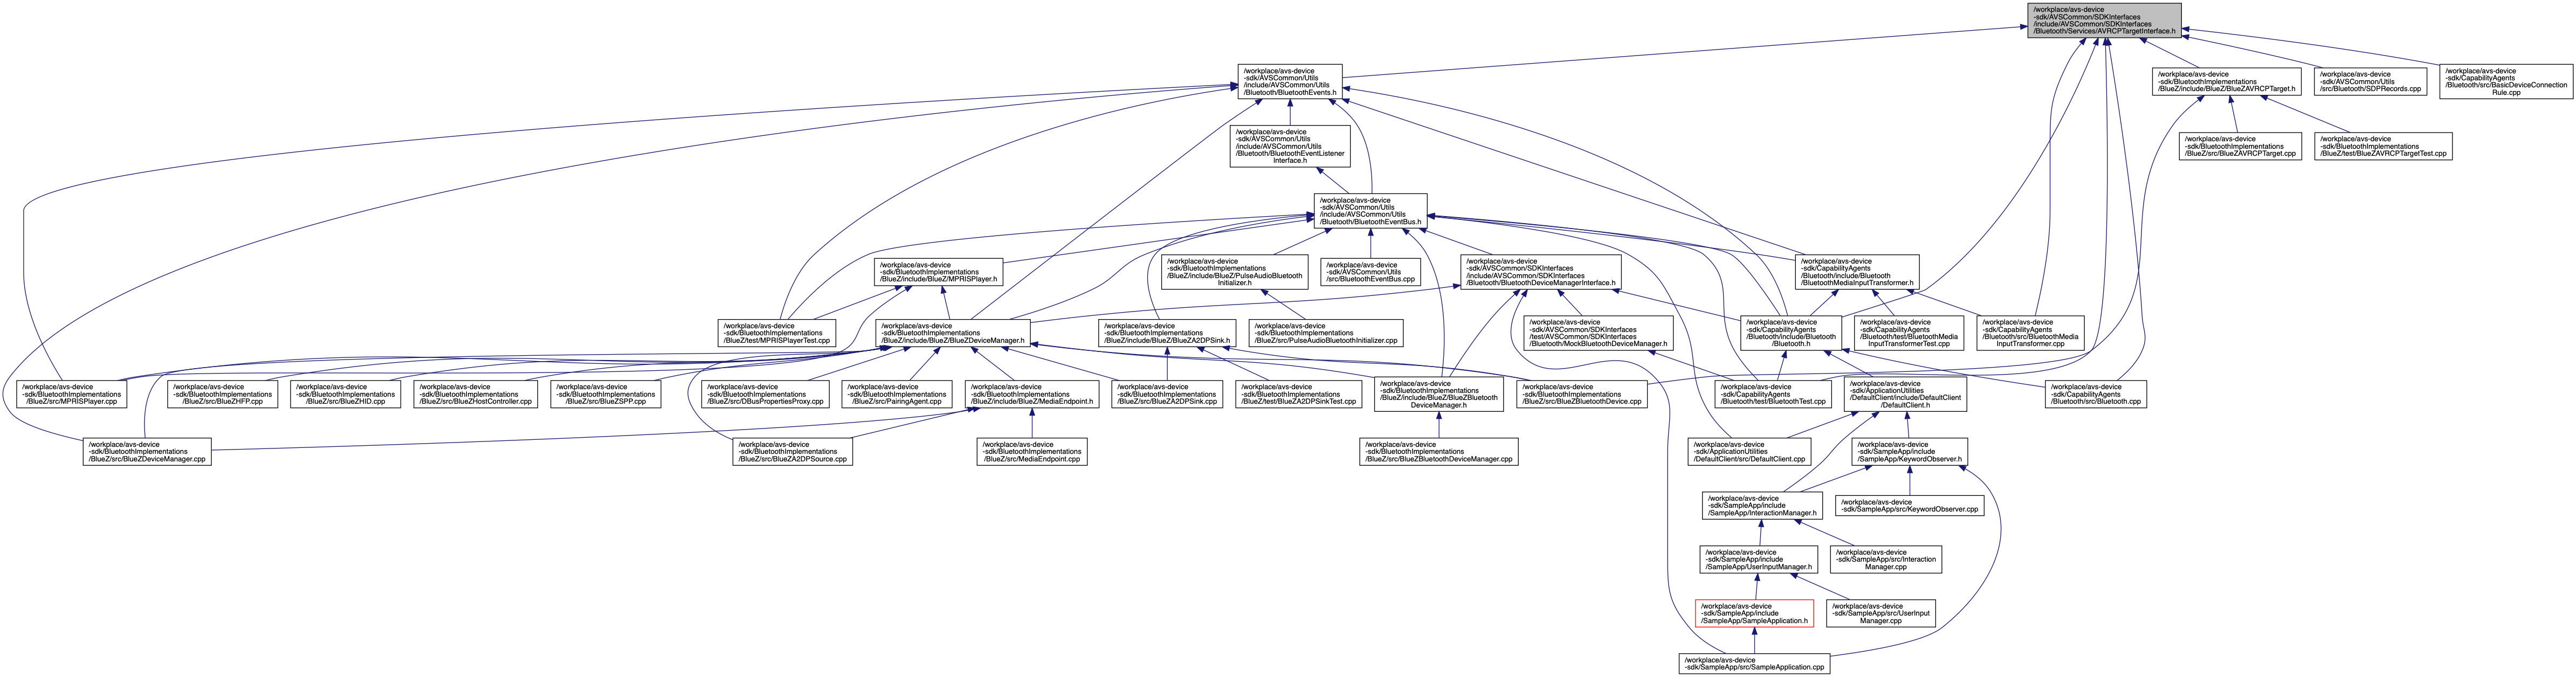 /workplace/avs-device
-sdk/AVSCommon/SDKInterfaces
/include/AVSCommon/SDKInterfaces
/Bluetooth/Services/AVRCPTargetInterface.h
/workplace/avs-device
-sdk/AVSCommon/Utils
/include/AVSCommon/Utils
/Bluetooth/BluetoothEvents.h
/workplace/avs-device
-sdk/BluetoothImplementations
/BlueZ/include/BlueZ/BlueZAVRCPTarget.h
/workplace/avs-device
-sdk/AVSCommon/Utils
/src/Bluetooth/SDPRecords.cpp
/workplace/avs-device
-sdk/CapabilityAgents
/Bluetooth/src/BasicDeviceConnection
Rule.cpp
/workplace/avs-device
-sdk/AVSCommon/Utils
/include/AVSCommon/Utils
/Bluetooth/BluetoothEventListener
Interface.h
/workplace/avs-device
-sdk/BluetoothImplementations
/BlueZ/src/BlueZAVRCPTarget.cpp
/workplace/avs-device
-sdk/BluetoothImplementations
/BlueZ/test/BlueZAVRCPTargetTest.cpp
/workplace/avs-device
-sdk/AVSCommon/Utils
/include/AVSCommon/Utils
/Bluetooth/BluetoothEventBus.h
/workplace/avs-device
-sdk/BluetoothImplementations
/BlueZ/include/BlueZ/MPRISPlayer.h
/workplace/avs-device
-sdk/BluetoothImplementations
/BlueZ/include/BlueZ/PulseAudioBluetooth
Initializer.h
/workplace/avs-device
-sdk/AVSCommon/Utils
/src/BluetoothEventBus.cpp
/workplace/avs-device
-sdk/AVSCommon/SDKInterfaces
/include/AVSCommon/SDKInterfaces
/Bluetooth/BluetoothDeviceManagerInterface.h
/workplace/avs-device
-sdk/CapabilityAgents
/Bluetooth/include/Bluetooth
/BluetoothMediaInputTransformer.h
/workplace/avs-device
-sdk/BluetoothImplementations
/BlueZ/test/MPRISPlayerTest.cpp
/workplace/avs-device
-sdk/BluetoothImplementations
/BlueZ/include/BlueZ/BlueZDeviceManager.h
/workplace/avs-device
-sdk/BluetoothImplementations
/BlueZ/include/BlueZ/BlueZA2DPSink.h
/workplace/avs-device
-sdk/BluetoothImplementations
/BlueZ/src/PulseAudioBluetoothInitializer.cpp
/workplace/avs-device
-sdk/AVSCommon/SDKInterfaces
/test/AVSCommon/SDKInterfaces
/Bluetooth/MockBluetoothDeviceManager.h
/workplace/avs-device
-sdk/CapabilityAgents
/Bluetooth/include/Bluetooth
/Bluetooth.h
/workplace/avs-device
-sdk/CapabilityAgents
/Bluetooth/test/BluetoothMedia
InputTransformerTest.cpp
/workplace/avs-device
-sdk/CapabilityAgents
/Bluetooth/src/BluetoothMedia
InputTransformer.cpp
/workplace/avs-device
-sdk/BluetoothImplementations
/BlueZ/src/MPRISPlayer.cpp
/workplace/avs-device
-sdk/BluetoothImplementations
/BlueZ/src/BlueZHFP.cpp
/workplace/avs-device
-sdk/BluetoothImplementations
/BlueZ/src/BlueZHID.cpp
/workplace/avs-device
-sdk/BluetoothImplementations
/BlueZ/src/BlueZHostController.cpp
/workplace/avs-device
-sdk/BluetoothImplementations
/BlueZ/src/BlueZSPP.cpp
/workplace/avs-device
-sdk/BluetoothImplementations
/BlueZ/src/DBusPropertiesProxy.cpp
/workplace/avs-device
-sdk/BluetoothImplementations
/BlueZ/src/PairingAgent.cpp
/workplace/avs-device
-sdk/BluetoothImplementations
/BlueZ/include/BlueZ/MediaEndpoint.h
/workplace/avs-device
-sdk/BluetoothImplementations
/BlueZ/src/BlueZA2DPSink.cpp
/workplace/avs-device
-sdk/BluetoothImplementations
/BlueZ/test/BlueZA2DPSinkTest.cpp
/workplace/avs-device
-sdk/BluetoothImplementations
/BlueZ/include/BlueZ/BlueZBluetooth
DeviceManager.h
/workplace/avs-device
-sdk/BluetoothImplementations
/BlueZ/src/BlueZBluetoothDevice.cpp
/workplace/avs-device
-sdk/CapabilityAgents
/Bluetooth/test/BluetoothTest.cpp
/workplace/avs-device
-sdk/ApplicationUtilities
/DefaultClient/include/DefaultClient
/DefaultClient.h
/workplace/avs-device
-sdk/CapabilityAgents
/Bluetooth/src/Bluetooth.cpp
/workplace/avs-device
-sdk/BluetoothImplementations
/BlueZ/src/BlueZDeviceManager.cpp
/workplace/avs-device
-sdk/BluetoothImplementations
/BlueZ/src/BlueZA2DPSource.cpp
/workplace/avs-device
-sdk/BluetoothImplementations
/BlueZ/src/MediaEndpoint.cpp
/workplace/avs-device
-sdk/BluetoothImplementations
/BlueZ/src/BlueZBluetoothDeviceManager.cpp
/workplace/avs-device
-sdk/ApplicationUtilities
/DefaultClient/src/DefaultClient.cpp
/workplace/avs-device
-sdk/SampleApp/include
/SampleApp/KeywordObserver.h
/workplace/avs-device
-sdk/SampleApp/include
/SampleApp/InteractionManager.h
/workplace/avs-device
-sdk/SampleApp/src/KeywordObserver.cpp
/workplace/avs-device
-sdk/SampleApp/include
/SampleApp/UserInputManager.h
/workplace/avs-device
-sdk/SampleApp/src/Interaction
Manager.cpp
/workplace/avs-device
-sdk/SampleApp/include
/SampleApp/SampleApplication.h
/workplace/avs-device
-sdk/SampleApp/src/UserInput
Manager.cpp
/workplace/avs-device
-sdk/SampleApp/src/SampleApplication.cpp